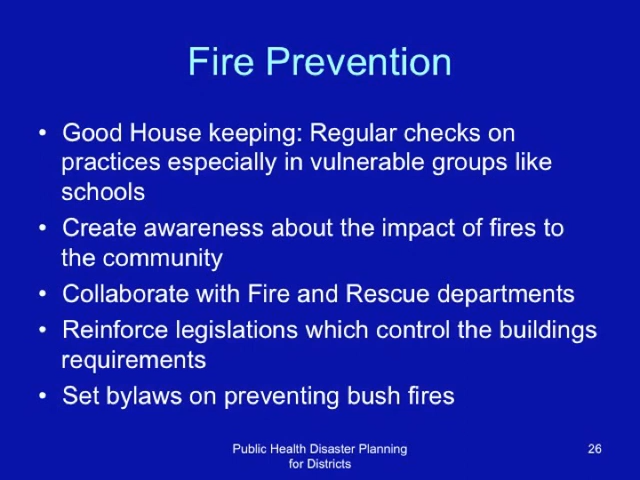 Fire Prevention
• Good House keeping: Regular checks on
practices especially in vulnerable groups like
schools
• Create awareness about the impact of fires to
the community
• Collaborate with Fire and Rescue departments
• Reinforce legislations which control the buildings
requirements
• Set bylaws on preventing bush fires
Public Health Disaster Planning
for Districts
26